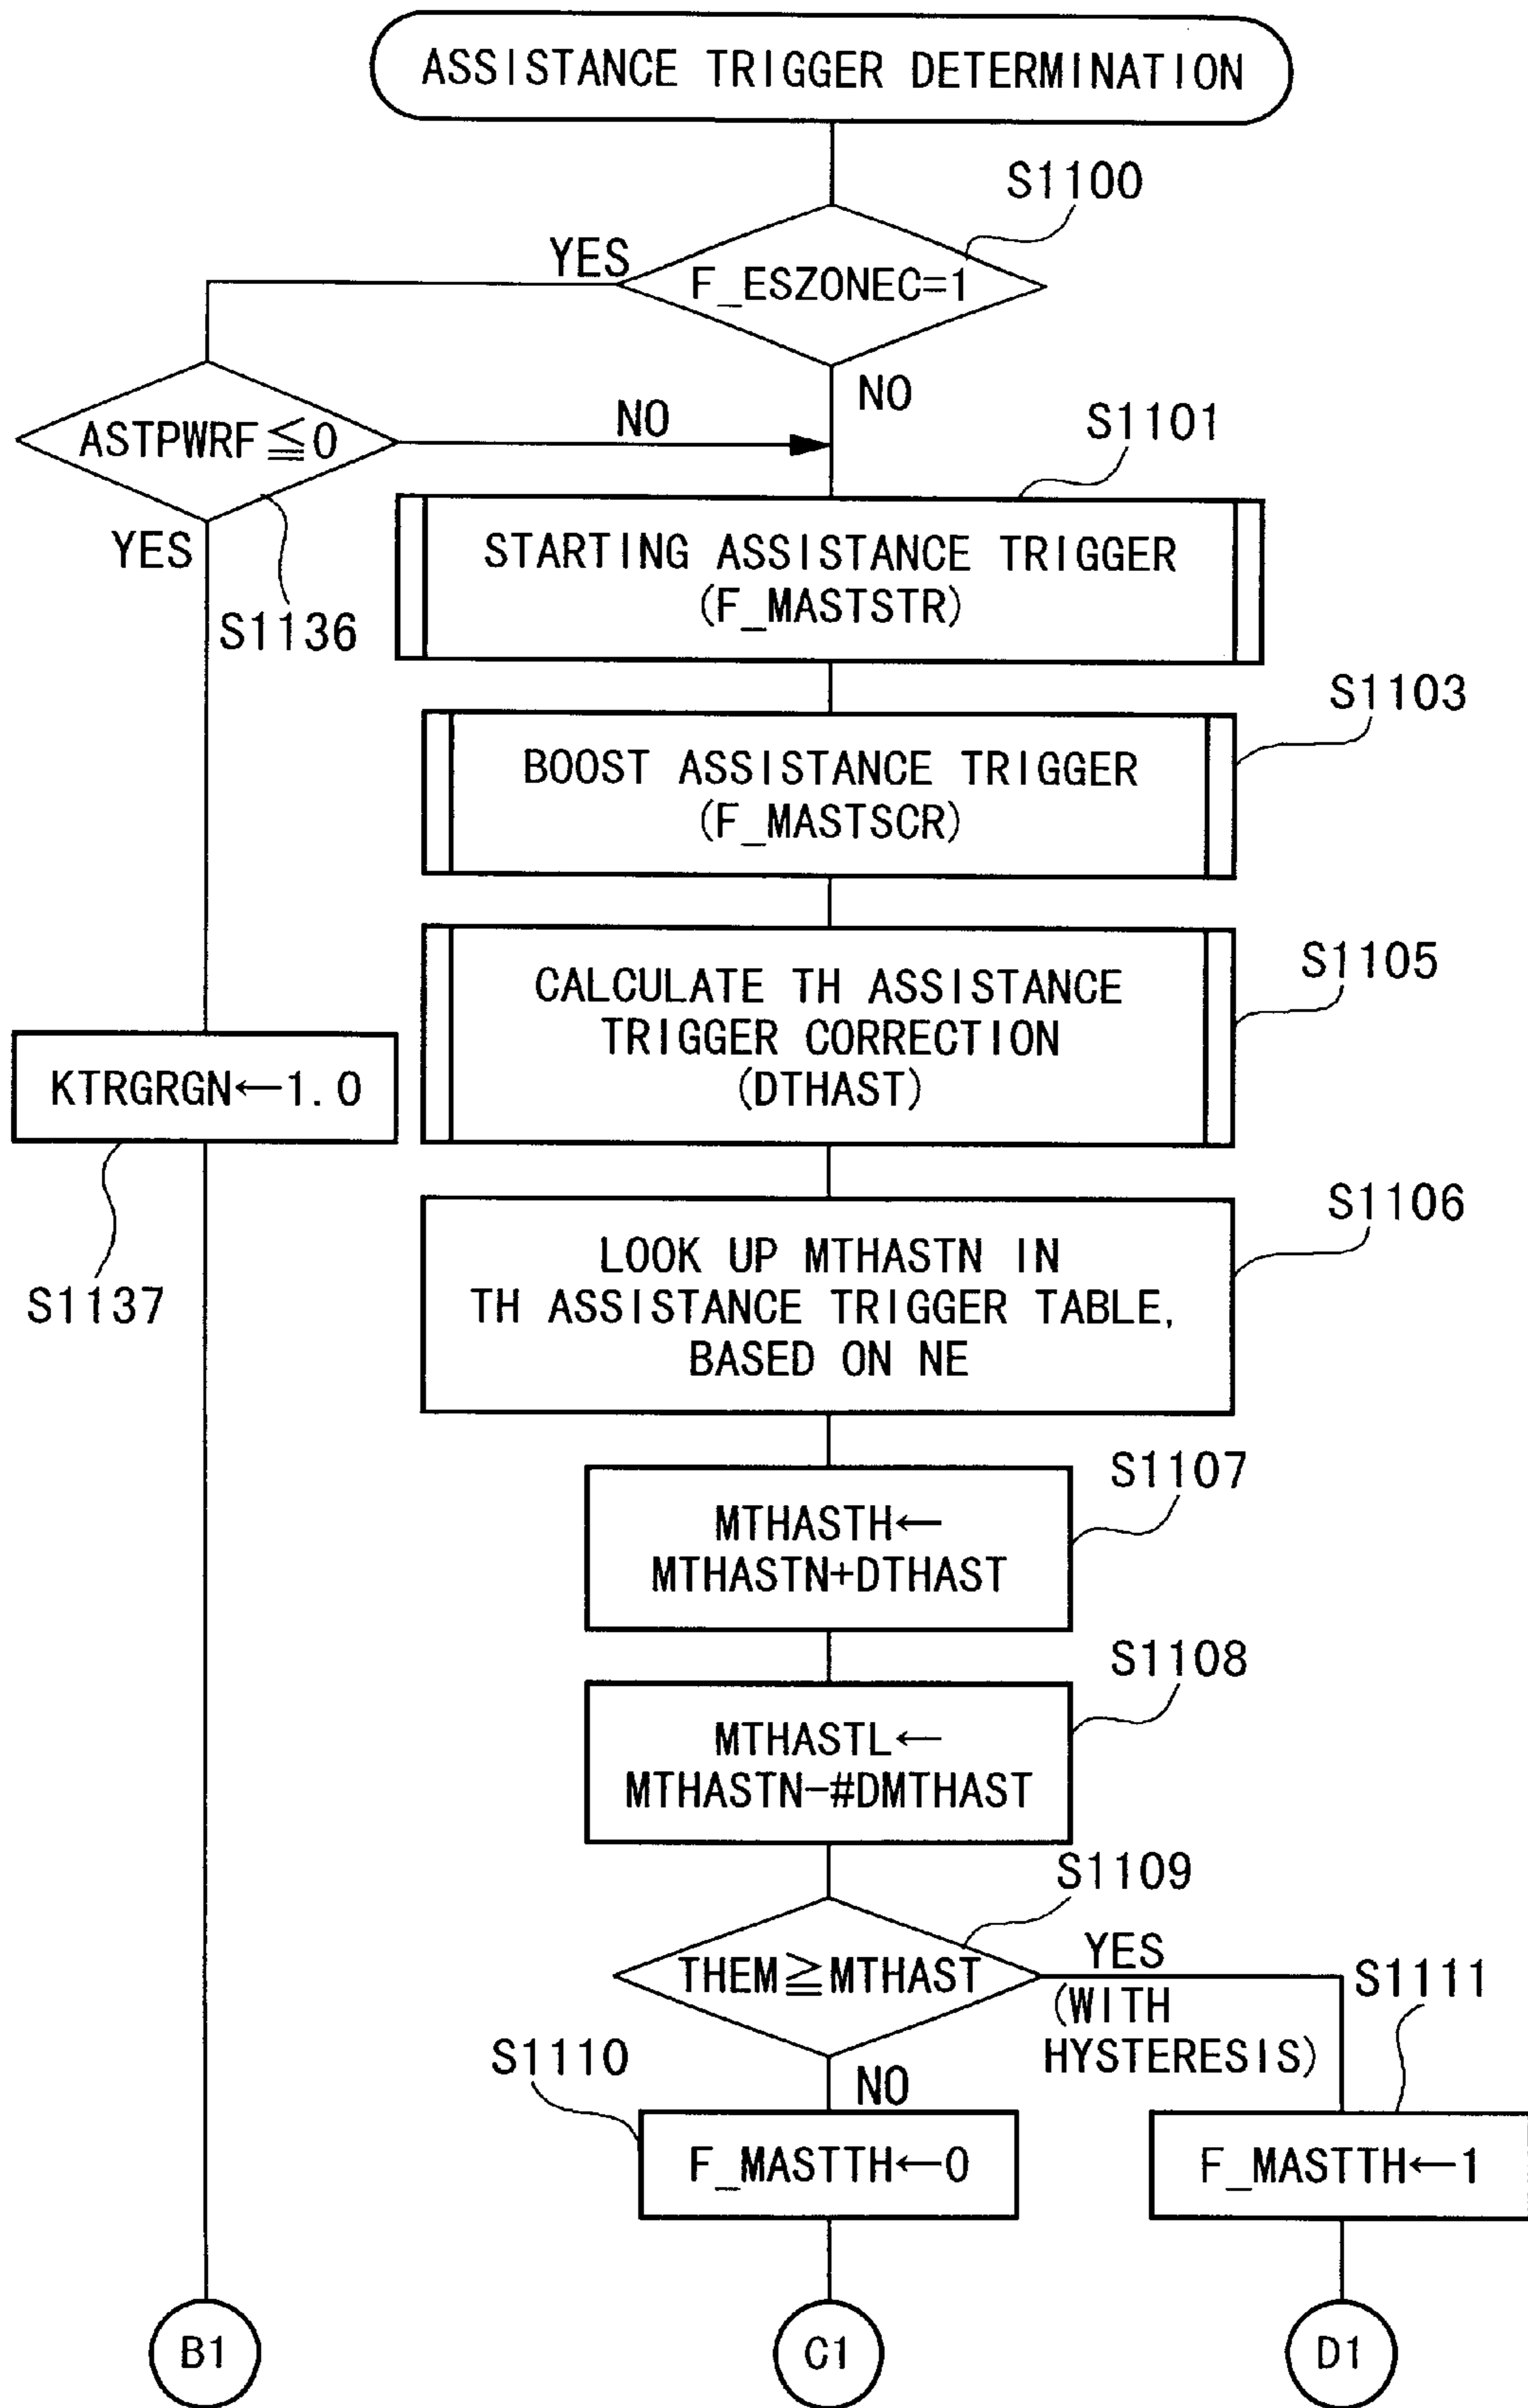 ASSISTANCE TRIGGER DETERMINATION
S1100
YES
F_ESZONEC=1
NO
ASTPWRF≦0
NO
S1101
YES
STARTING ASSISTANCE TRIGGER
(F_MASTSTR)
S1136
S1103
BOOST ASSISTANCE TRIGGER
(F_MASTSCR)
S1105
CALCULATE TH ASSISTANCE
TRIGGER CORRECTION
(DTHAST)
KTRGRGN←1.0
S1137
S1106
LOOK UP MTHASTN IN
TH ASSISTANCE TRIGGER TABLE,
BASED ON NE
S1107
MTHASTH←
MTHASTN+DTHAST
S1108
MTHASTL←
MTHASTN-#DMTHAST
S1109
THEM≧MTHAST
YES
(WITH
HYSTERESIS)
S1111
S1110
NO
F_MASTTH←0
F_MASTTH←1
B1
C1
D1